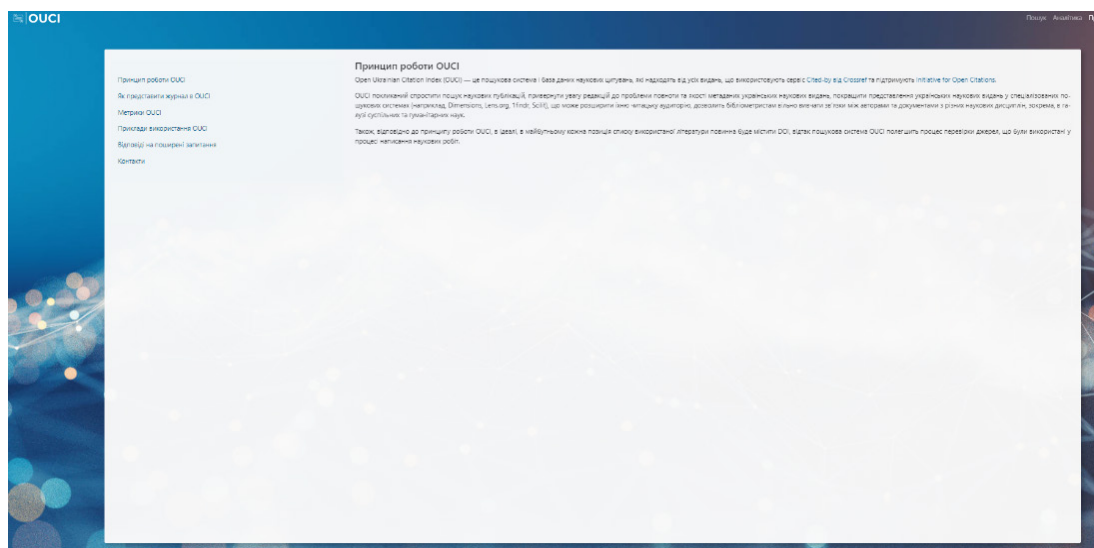 OUCI
Пошук Аналітика
Принцип роботи OUCI
Як представити журнал в OUCI
Метрики OUCI
Приклади використання OUCI
Відповіді на поширені запитання
Контакти
Принцип роботи OUCI
Open Ukrainian Citation Index (OUCI) — це пошукова система і база даних наукових цитувань, які надходять від усіх видань, що використовують сервіс Cited-by від Crossref та підтримують Initiative for Open Citations.
OUCI покликаний спростити пошук наукових публікацій, привернути увагу редакцій до проблеми повноти та якості метаданих українських наукових видань, покращити представлення українських наукових видань у спеціалізованих по-
шукових системах (наприклад, Dimensions, Lens.org, 1findr, Scilit), що може розширити їхню читацьку аудиторію, дозволить бібліометристам вільно вивчати зв'язки між авторами та документами з різних наукових дисциплін, зокрема, в га-
лузі суспільних та гуманітарних наук.
Також, відповідно до принципу роботи OUCI, в ідеалі, в майбутньому кожна позиція списку використаної літератури повинна буде містити DOI, відтак пошукова система OUCI полегшить процес перевірки джерел, що були використані у
процесі написання наукових робіт.